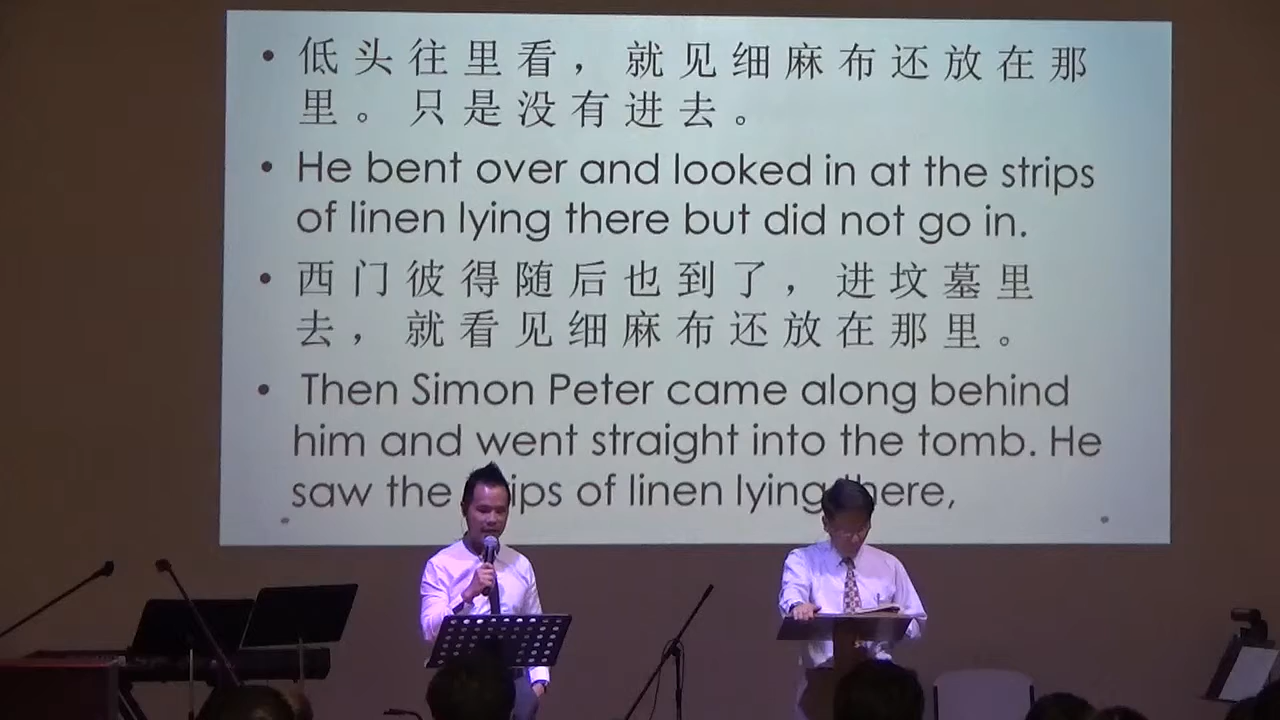 • 低头往里看，就见细麻布还放在那
里。只是没有进去。
• He bent over and looked in at the strips
of linen lying there but did not go in.
• 西门彼得随后也到了，进坟墓里
去，就看见细麻布还放在那里。
• Then Simon Peter came along behind
him and went straight into the tomb. He
saw the strips of linen lying there,